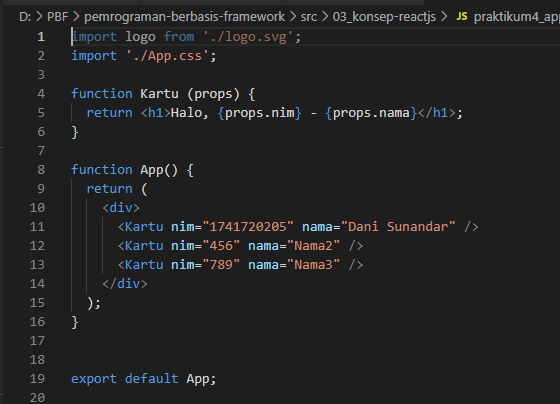 D: > PBF > pemrograman-berbasis-framework > src > 03_konsep-reactjs > JS praktikum4_ap
1 import logo from './logo.svg';
2 import './App.css';
3
4 function Kartu (props) {
5   return <h1>Halo, {props.nim} - {props.nama}</h1>;
6 }
7
8 function App() {
9   return (
10     <div>
11       <Kartu nim="1741720205" nama="Dani Sunandar" />
12       <Kartu nim="456" nama="Nama2" />
13       <Kartu nim="789" nama="Nama3" />
14     </div>
15   );
16 }
17
18
19 export default App;
20